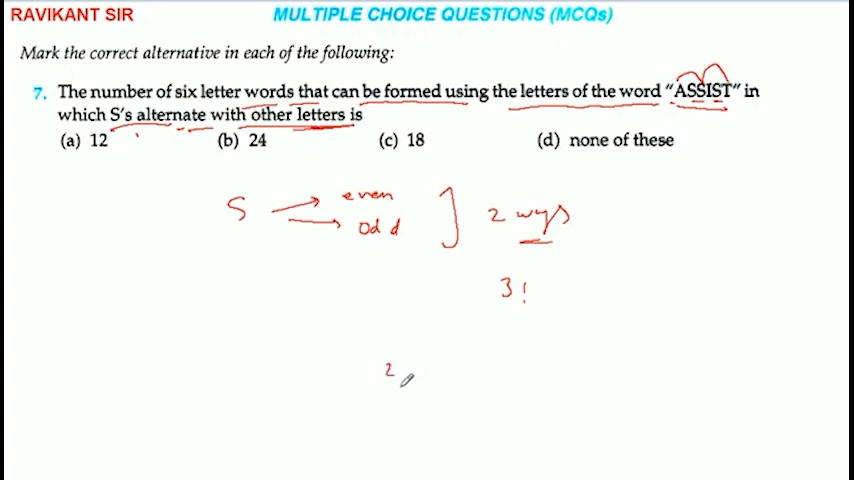 RAVIKANT SIR
MULTIPLE CHOICE QUESTIONS (MCQs)
Mark the correct alternative in each of the following:
7. The number of six letter words that can be formed using the letters of the word "ASSIST" in
which S's alternate with other letters is
(a) 12 (b) 24 (c) 18 (d) none of these
S even
odd
2 ways
3!
2